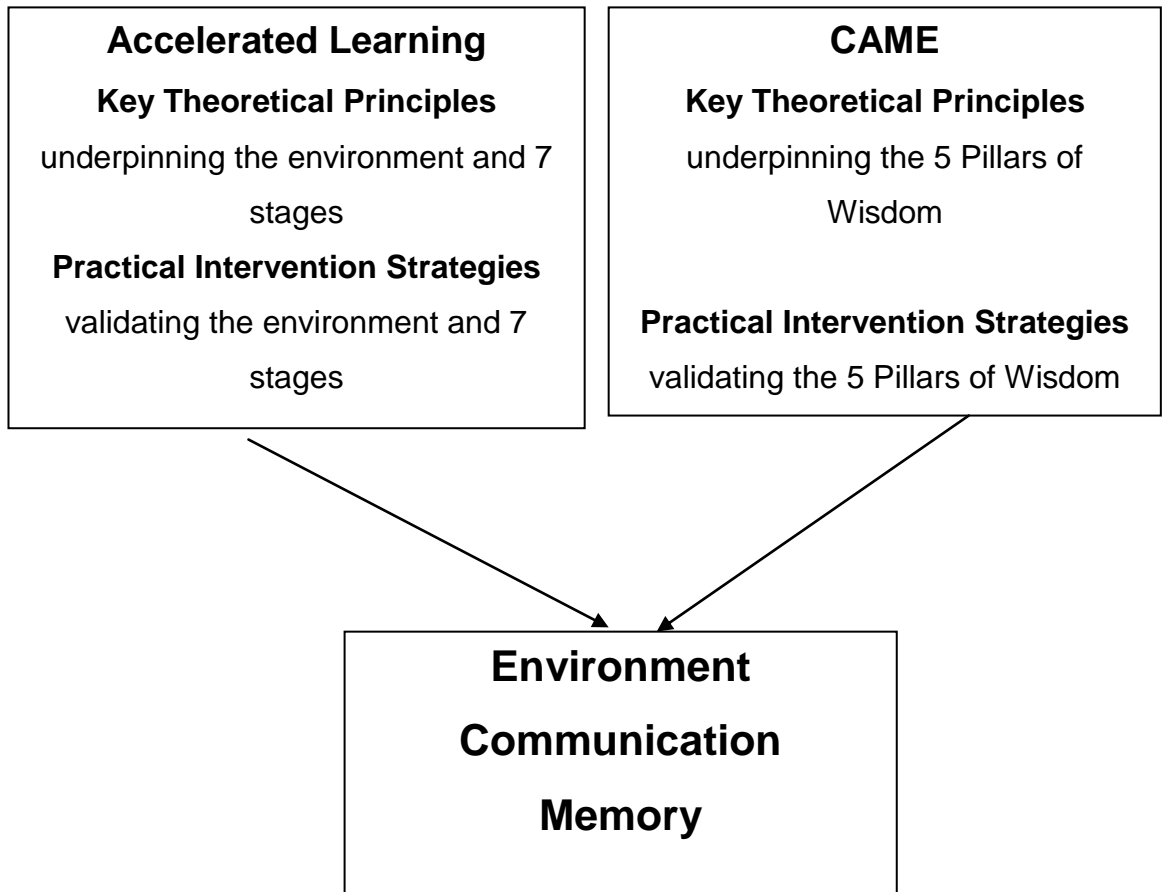 Accelerated Learning
Key Theoretical Principles
underpinning the environment and 7
stages
Practical Intervention Strategies
validating the environment and 7
stages
CAME
Key Theoretical Principles
underpinning the 5 Pillars of
Wisdom
Practical Intervention Strategies
validating the 5 Pillars of Wisdom
Environment
Communication
Memory